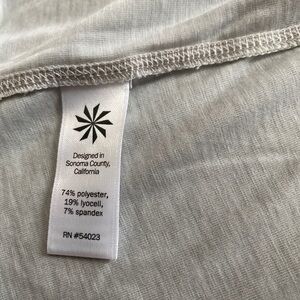 Designed in
Sonoma County,
California
74% polyester,
19% lyocell,
7% spandex
RN #54023